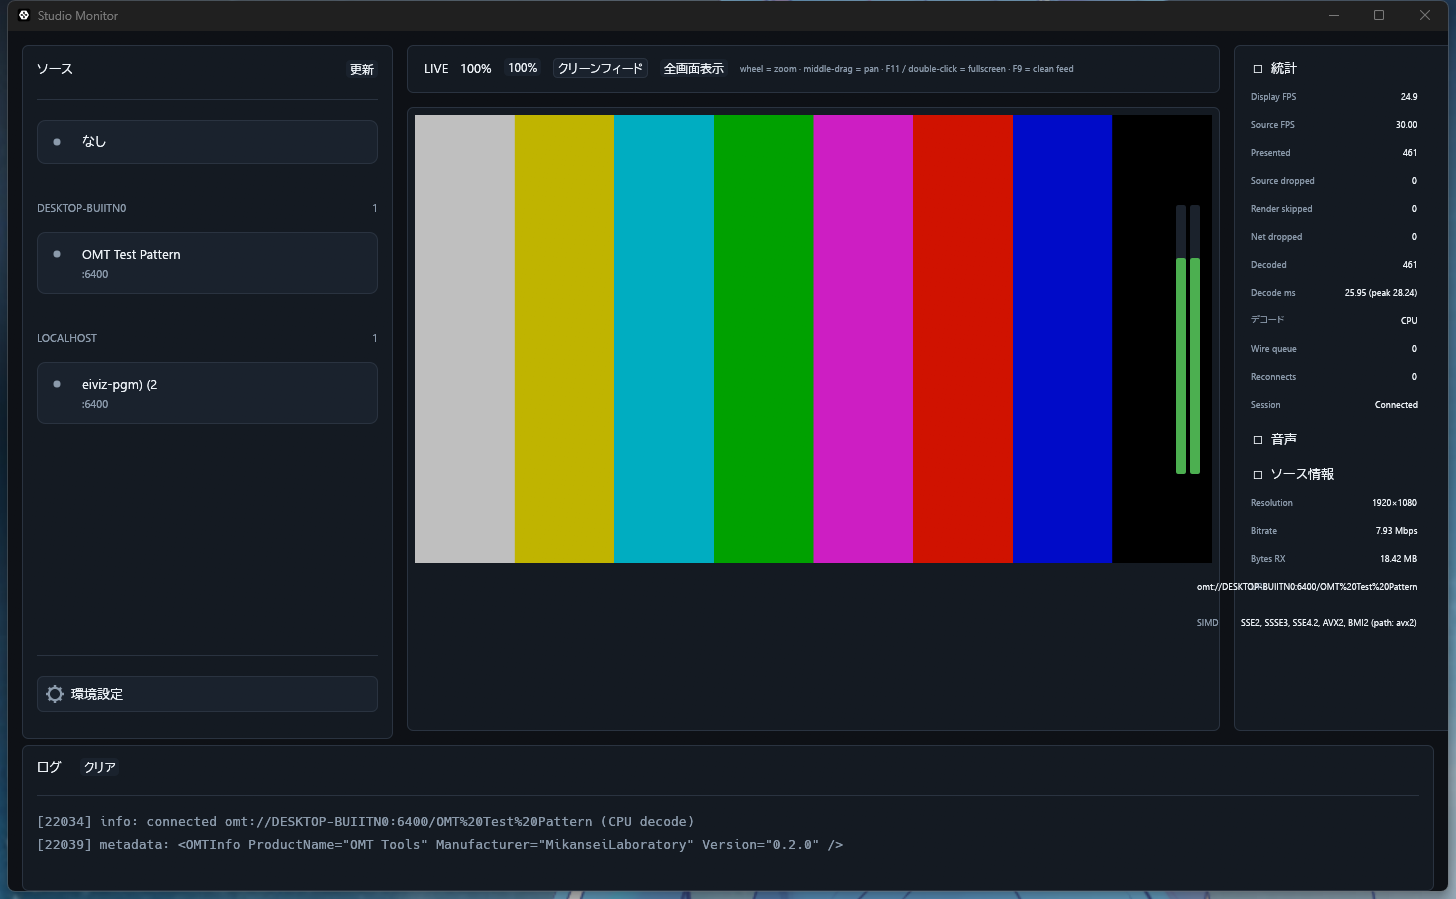 Studio Monitor
ソース 更新
なし
DESKTOP-BUIITN0 1
OMT Test Pattern
:6400
LOCALHOST 1
eiviz-pgm) (2
:6400
環境設定
LIVE 100% 100% クリーンフィード 全画面表示 wheel = zoom · middle-drag = pan · F11 / double-click = fullscreen · F9 = clean feed
統計
Display FPS 24.9
Source FPS 30.00
Presented 461
Source dropped 0
Render skipped 0
Net dropped 0
Decoded 461
Decode ms 25.95 (peak 28.24)
デコード CPU
Wire queue 0
Reconnects 0
Session Connected
音声
ソース情報
Resolution 1920×1080
Bitrate 7.93 Mbps
Bytes RX 18.42 MB
omt://DESKTOP-BUIITN0:6400/OMT%20Test%20Pattern
SIMD SSE2, SSSE3, SSE4.2, AVX2, BMI2 (path: avx2)
ログ クリア
[22034] info: connected omt://DESKTOP-BUIITN0:6400/OMT%20Test%20Pattern (CPU decode)
[22039] metadata: <OMTInfo ProductName="OMT Tools" Manufacturer="MikanseiLaboratory" Version="0.2.0" />